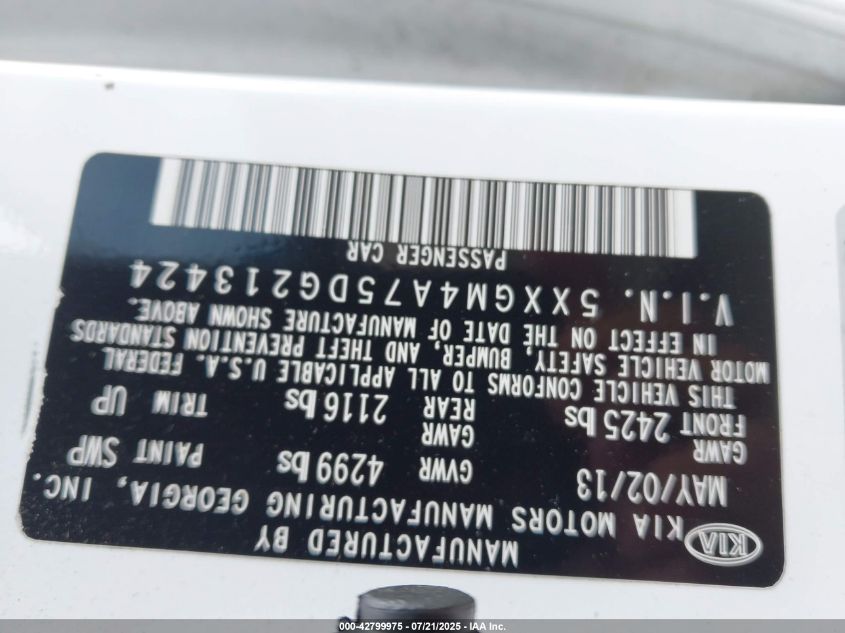 MANUFACTURED BY
KIA KIA MOTORS MANUFACTURING GEORGIA, INC.
MAY/02/13 GVWR 4299 lbs PAINT SWP
GAWR FRONT 2425 lbs GAWR REAR 2116 lbs TRIM UP
THIS VEHICLE CONFORMS TO ALL APPLICABLE U.S.A. FEDERAL
MOTOR VEHICLE SAFETY, BUMPER, AND THEFT PREVENTION STANDARDS
IN EFFECT ON THE DATE OF MANUFACTURE SHOWN ABOVE.
V.I.N. 5XXGM4A75DG213424
PASSENGER CAR
000-42799975 - 07/21/2025 - IAA Inc.